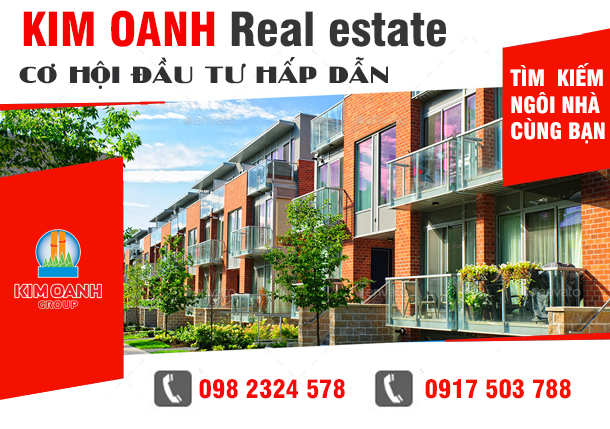 KIM OANH Real estate
CƠ HỘI ĐẦU TƯ HẤP DẪN
TÌM KIẾM
NGÔI NHÀ
CÙNG BẠN
KIM OANH
GROUP
098 2324 578
0917 503 788